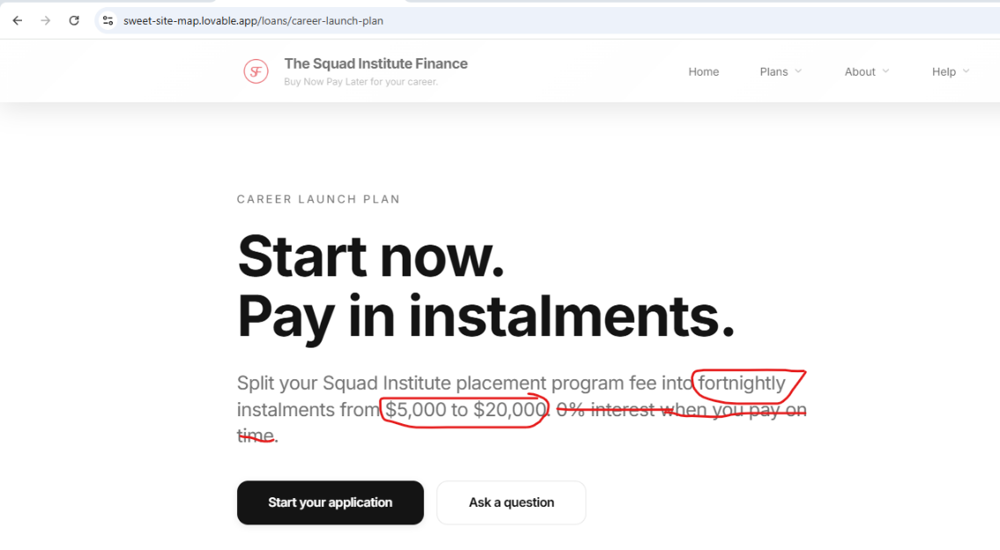 sweet-site-map.lovable.app/loans/career-launch-plan
The Squad Institute Finance
Buy Now Pay Later for your career.
Home Plans About Help
CAREER LAUNCH PLAN
Start now.
Pay in instalments.
Split your Squad Institute placement program fee into fortnightly
instalments from $5,000 to $20,000. 0% interest when you pay on
time.
Start your application Ask a question